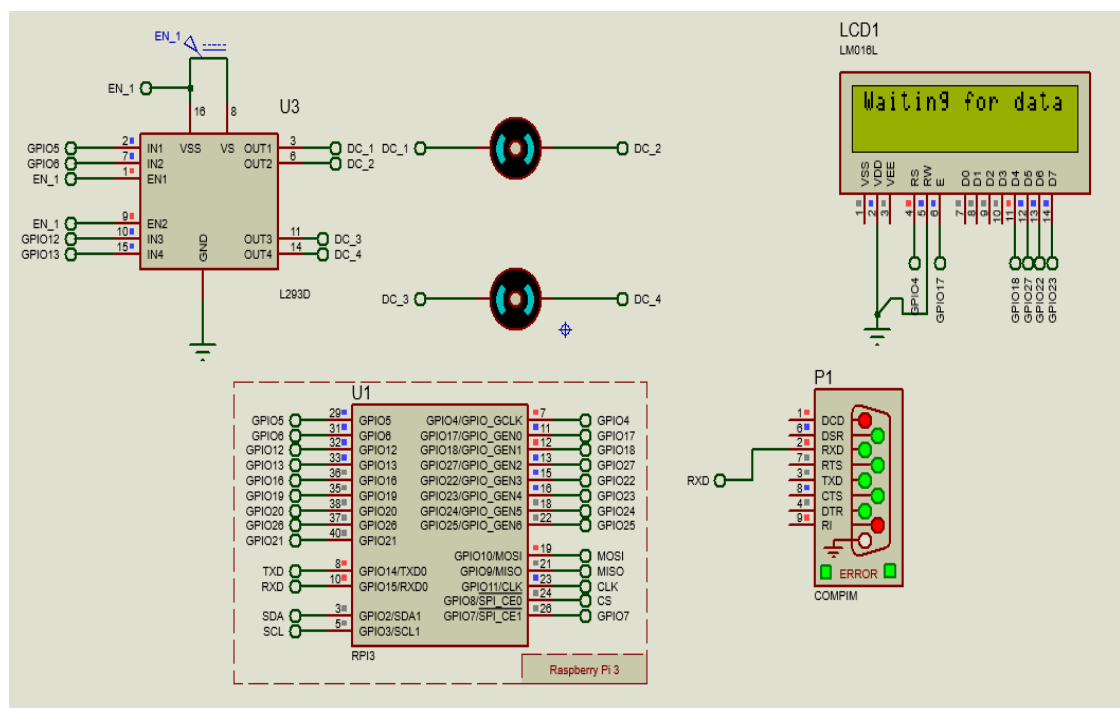 EN_1
EN_1
16
8
U3
GPIO5
2
IN1
VSS
VS
OUT1
3
DC_1
GPIO6
7
IN2
OUT2
6
DC_2
EN_1
1
EN1
EN_1
9
EN2
GPIO12
10
IN3
OUT3
11
DC_3
GPIO13
15
IN4
GND
OUT4
14
DC_4
L293D
DC_1
DC_2
DC_3
DC_4
LCD1
LM016L
Waiting for data
VSS
VDD
VEE
RS
RW
E
D0
D1
D2
D3
D4
D5
D6
D7
1
2
3
4
5
6
7
8
9
10
11
12
13
14
GPIO4
GPIO17
GPIO18
GPIO27
GPIO22
GPIO23
U1
GPIO5
29
GPIO5
GPIO4/GPIO_GCLK
7
GPIO4
GPIO6
31
GPIO6
GPIO17/GPIO_GEN0
11
GPIO17
GPIO12
32
GPIO12
GPIO18/GPIO_GEN1
12
GPIO18
GPIO13
33
GPIO13
GPIO27/GPIO_GEN2
13
GPIO27
GPIO16
36
GPIO16
GPIO22/GPIO_GEN3
15
GPIO22
GPIO19
35
GPIO19
GPIO23/GPIO_GEN4
16
GPIO23
GPIO20
38
GPIO20
GPIO24/GPIO_GEN5
18
GPIO24
GPIO26
37
GPIO26
GPIO25/GPIO_GEN6
22
GPIO25
GPIO21
40
GPIO21
GPIO10/MOSI
19
MOSI
TXD
8
GPIO14/TXD0
GPIO9/MISO
21
MISO
RXD
10
GPIO15/RXD0
GPIO11/CLK
23
CLK
GPIO8/SPI_CE0
24
CS
SDA
3
GPIO2/SDA1
GPIO7/SPI_CE1
26
GPIO7
SCL
5
GPIO3/SCL1
RPI3
Raspberry Pi 3
P1
1
DCD
6
DSR
RXD
2
RXD
7
RTS
3
TXD
8
CTS
4
DTR
9
RI
ERROR
COMPIM